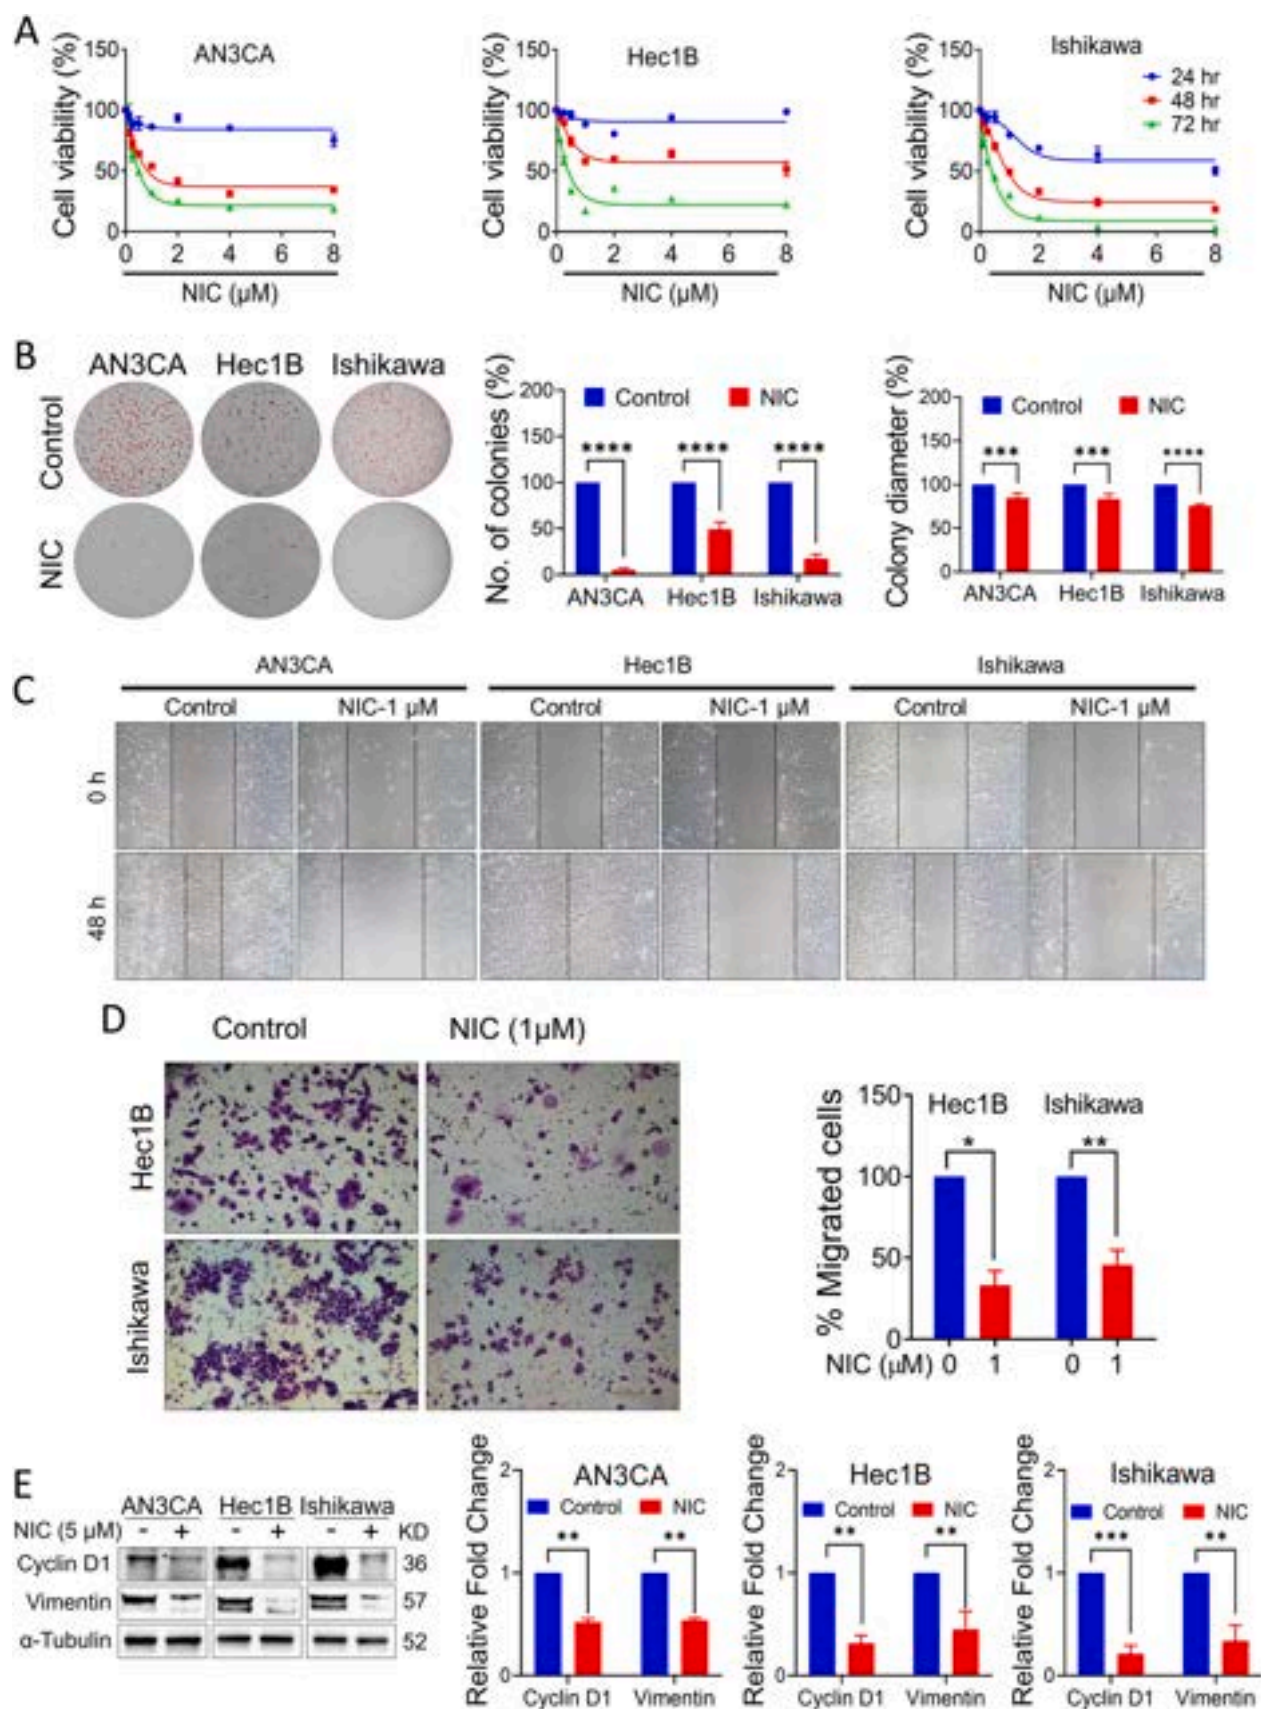 A
AN3CA
Cell viability (%)
150
100
50
0
0 2 4 6 8
NIC (µM)
Hec1B
Cell viability (%)
150
100
50
0
0 2 4 6 8
NIC (µM)
Ishikawa
24 hr
48 hr
72 hr
Cell viability (%)
150
100
50
0
0 2 4 6 8
NIC (µM)
B
AN3CA Hec1B Ishikawa
Control
NIC
No. of colonies (%)
200
150
100
50
0
Control NIC
**** **** ****
AN3CA Hec1B Ishikawa
Colony diameter (%)
200
150
100
50
0
Control NIC
*** *** ****
AN3CA Hec1B Ishikawa
C
AN3CA Hec1B Ishikawa
Control NIC-1 µM Control NIC-1 µM Control NIC-1 µM
0 h
48 h
D
Control NIC (1µM)
Hec1B
Ishikawa
% Migrated cells
150
100
50
0
Hec1B Ishikawa
* **
NIC (µM) 0 1 0 1
E
AN3CA Hec1B Ishikawa
NIC (5 µM) - + - + - + KD
Cyclin D1 36
Vimentin 57
α-Tubulin 52
Relative Fold Change
2
1
0
AN3CA
Control NIC
** **
Cyclin D1 Vimentin
Relative Fold Change
2
1
0
Hec1B
Control NIC
** **
Cyclin D1 Vimentin
Relative Fold Change
2
1
0
Ishikawa
Control NIC
*** **
Cyclin D1 Vimentin